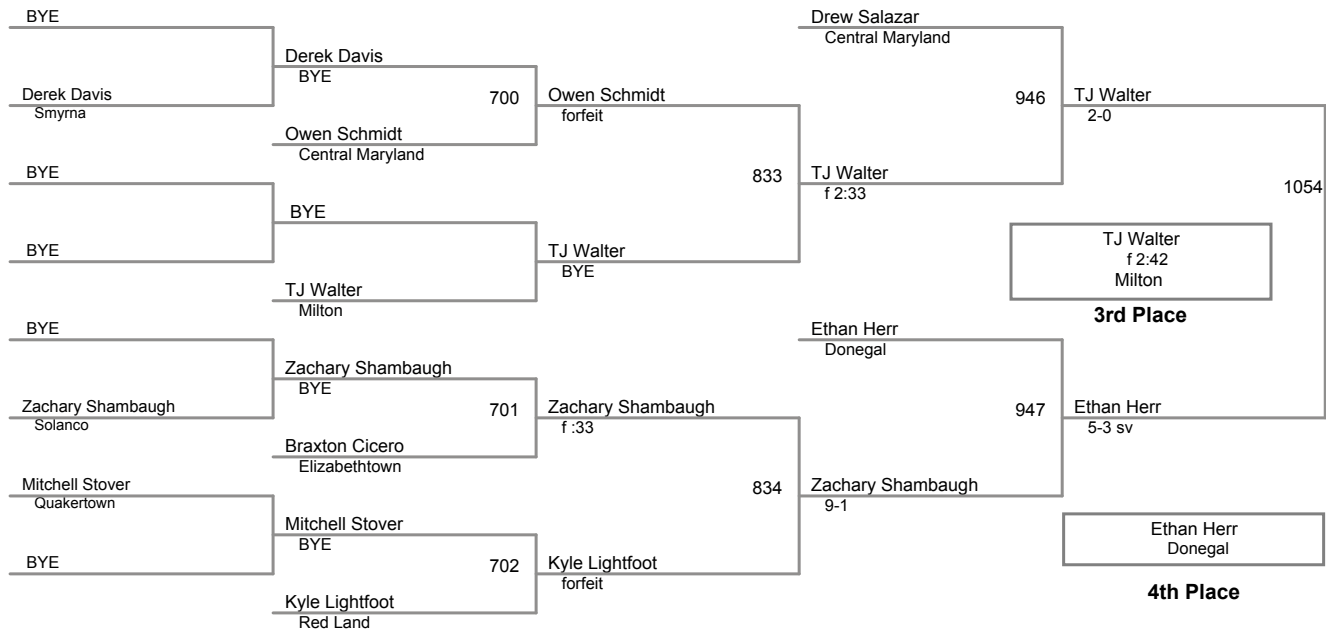 BYE
Derek Davis
Smyrna
BYE
BYE
BYE
Zachary Shambaugh
Solanco
Mitchell Stover
Quakertown
BYE
Derek Davis
BYE
700
Owen Schmidt
Central Maryland
BYE
TJ Walter
Milton
Zachary Shambaugh
BYE
701
Braxton Cicero
Elizabethtown
Mitchell Stover
BYE
702
Kyle Lightfoot
Red Land
Owen Schmidt
forfeit
833
TJ Walter
BYE
Zachary Shambaugh
f :33
834
Kyle Lightfoot
forfeit
Drew Salazar
Central Maryland
946
TJ Walter
f 2:33
Ethan Herr
Donegal
947
Zachary Shambaugh
9-1
TJ Walter
2-0
1054
Ethan Herr
5-3 sv
TJ Walter
f 2:42
Milton
3rd Place
Ethan Herr
Donegal
4th Place